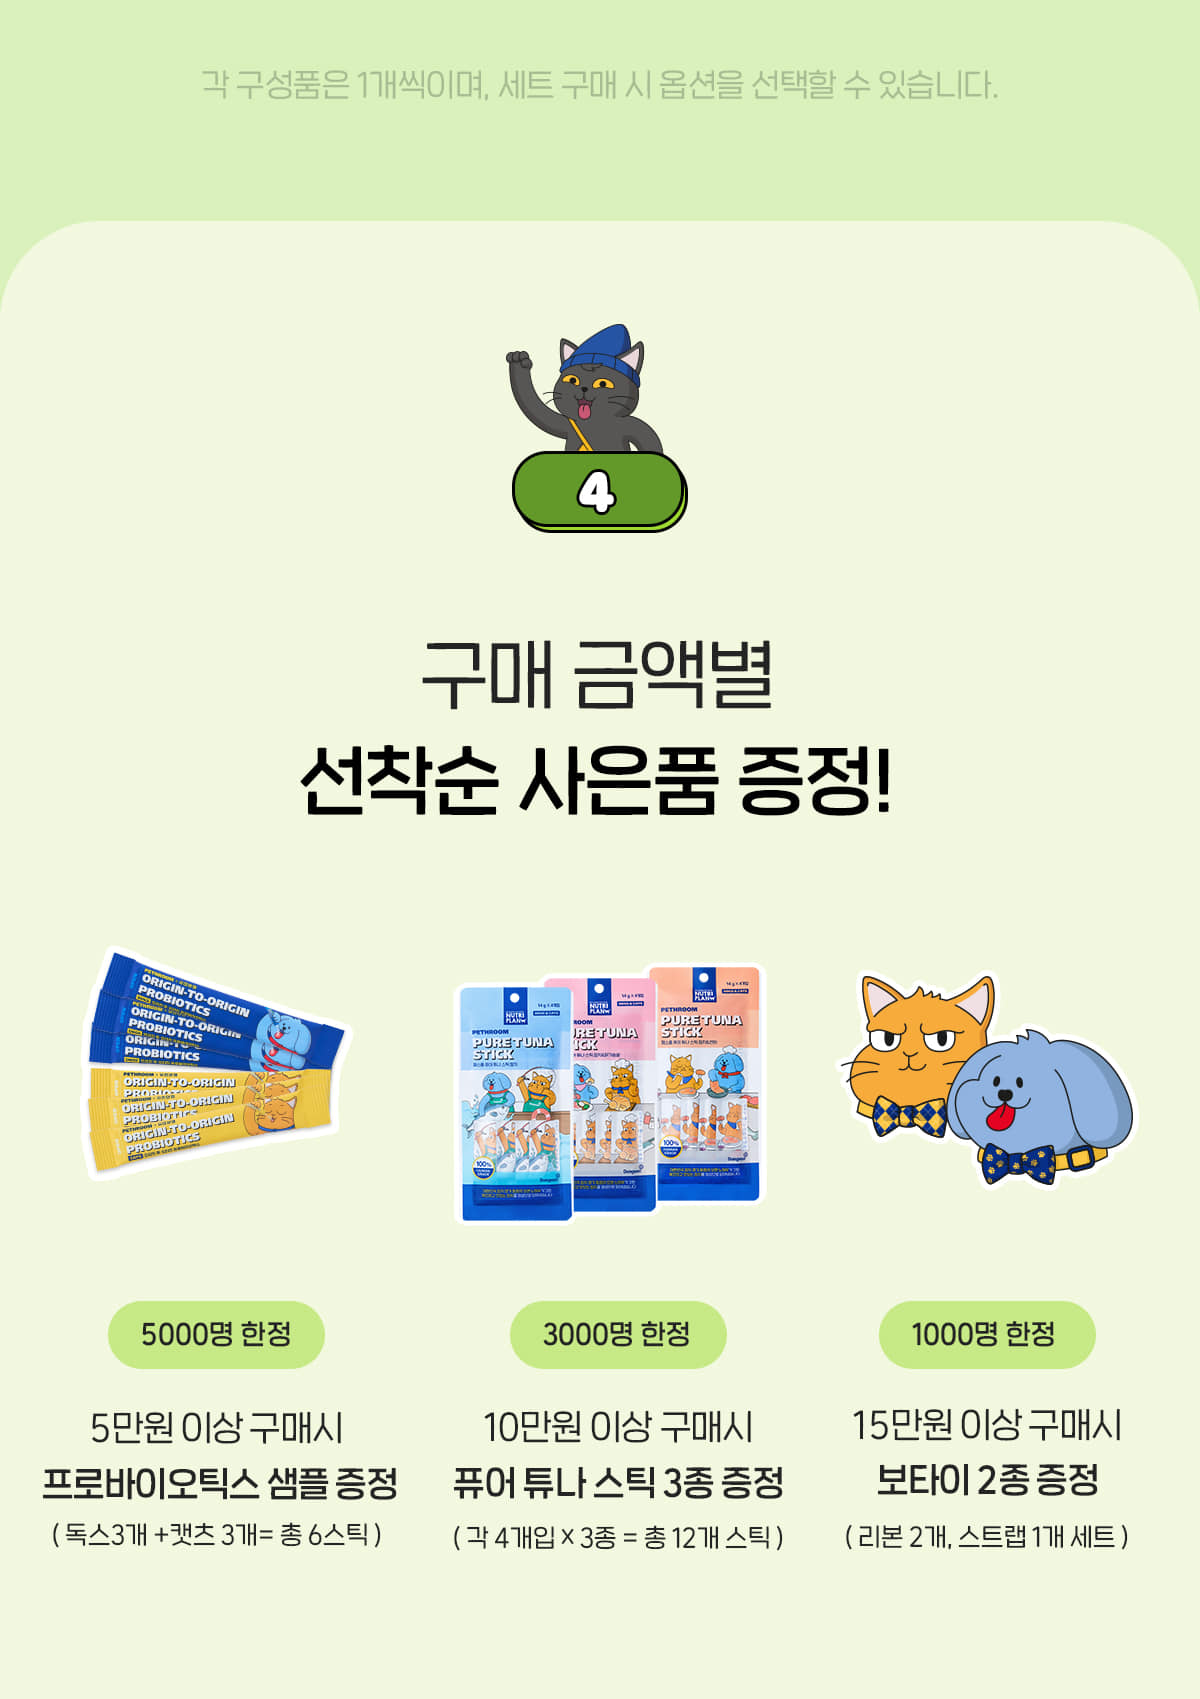 각 구성품은 1개씩이며, 세트 구매 시 옵션을 선택할 수 있습니다.
4
구매 금액별
선착순 사은품 증정!
PETHROOM
ORIGIN-TO-ORIGIN
PROBIOTICS
ORIGIN-TO-ORIGIN
PROBIOTICS
PROBIOTICS
ORIGIN-TO-ORIGIN
ORIGIN-TO-ORIGIN
PROBIOTICS
ORIGIN-TO-ORIGIN
PROBIOTICS
NUTRI
PLAN
PETHROOM
PURE TUNA
STICK
100%
NUTRI
PLAN
NUTRI
PLAN
PETHROOM
PURE TUNA
STICK
100%
5000명 한정
5만원 이상 구매시
프로바이오틱스 샘플 증정
( 독스3개 +캣츠 3개= 총 6스틱 )
3000명 한정
10만원 이상 구매시
퓨어 튜나 스틱 3종 증정
( 각 4개입 X 3종 = 총 12개 스틱 )
1000명 한정
15만원 이상 구매시
보타이 2종 증정
( 리본 2개, 스트랩 1개 세트 )